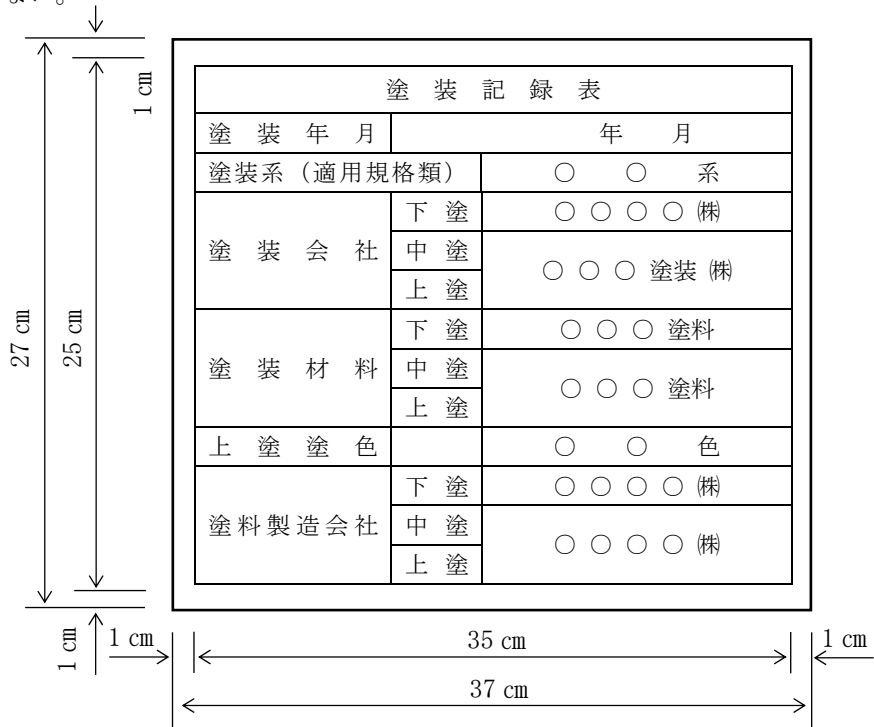 塗装記録表
塗装年月 年 月
塗装系（適用規格類） ○ ○ 系
塗装会社 下塗 ○○○○㈱
中塗 ○○○塗装㈱
上塗
塗装材料 下塗 ○○○塗料
中塗 ○○○塗料
上塗
上塗塗色 ○ ○ 色
塗料製造会社 下塗 ○○○○㈱
中塗 ○○○○㈱
上塗
1 cm
27 cm
25 cm
1 cm
1 cm
35 cm
1 cm
37 cm